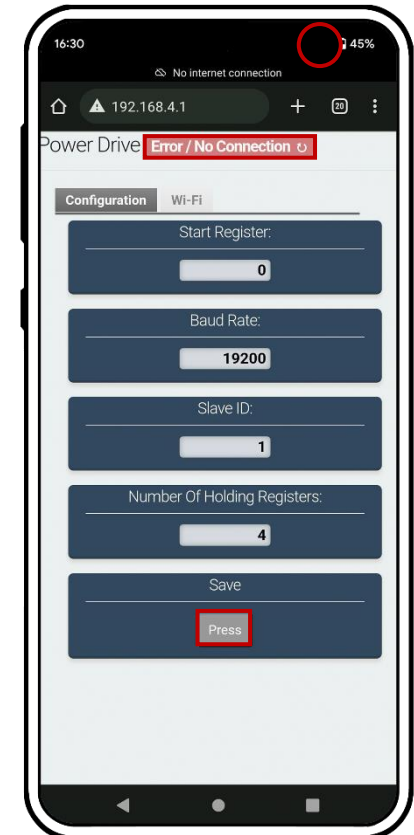 16:30 45%
No internet connection
192.168.4.1 20
Power Drive Error / No Connection ↻
Configuration Wi-Fi
Start Register:
0
Baud Rate:
19200
Slave ID:
1
Number Of Holding Registers:
4
Save
Press